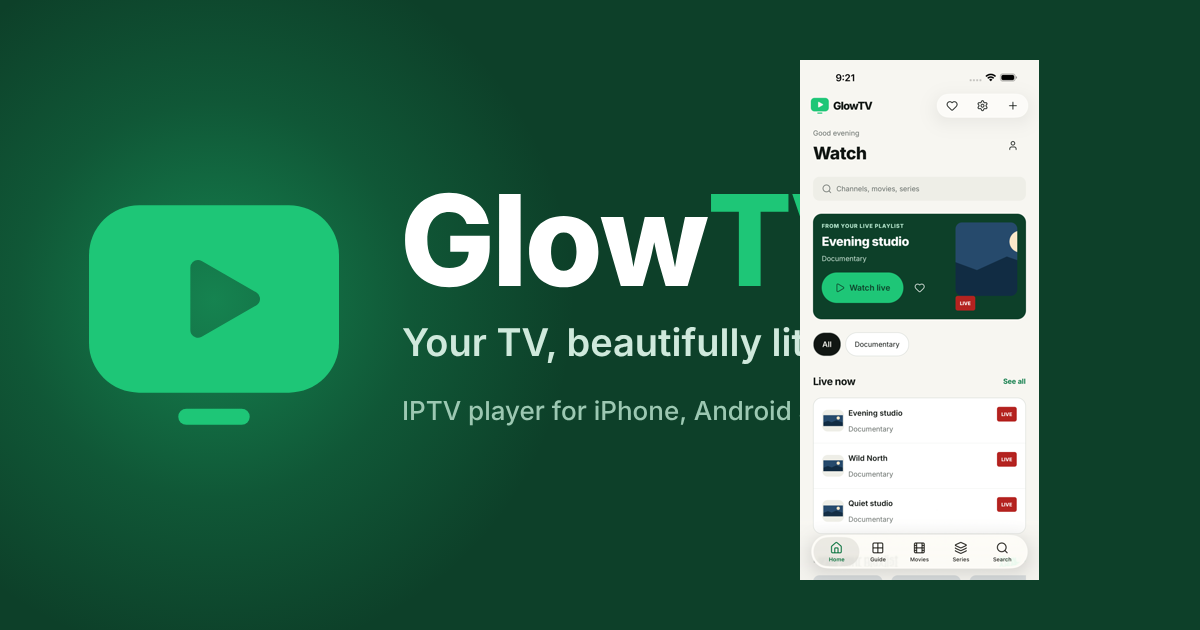 GlowT
Your TV, beautifully lit
IPTV player for iPhone, Android
9:21
GlowTV
Good evening
Watch
Channels, movies, series
FROM YOUR LIVE PLAYLIST
Evening studio
Documentary
Watch live
LIVE
All
Documentary
Live now
See all
Evening studio
LIVE
Documentary
Wild North
LIVE
Documentary
Quiet studio
LIVE
Documentary
Home
Guide
Movies
Series
Search